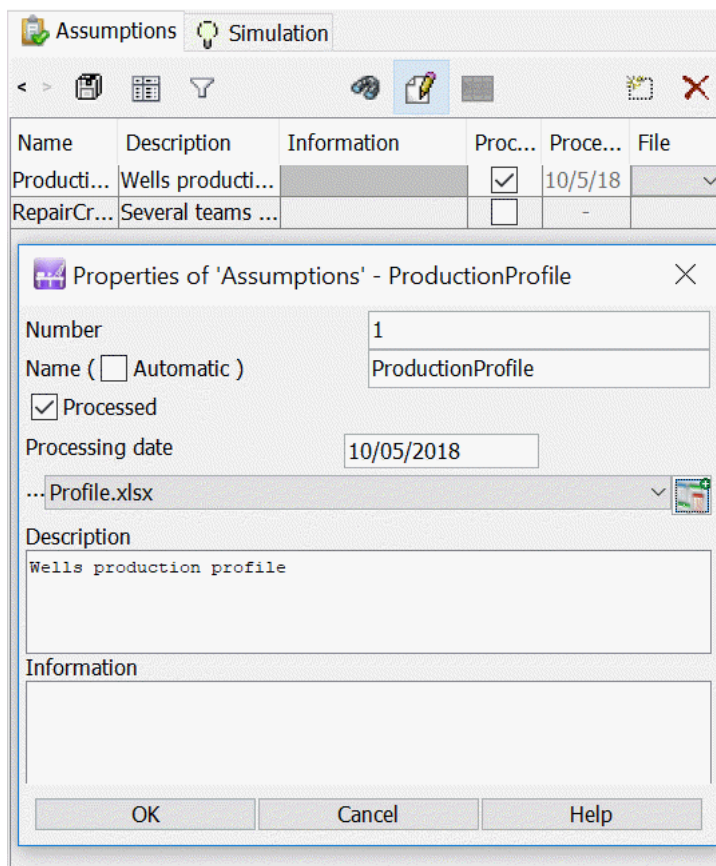 Assumptions Simulation
< >
Name Description Information Proc... Proce... File
Producti... Wells producti... 10/5/18
RepairCr... Several teams ... -
Properties of 'Assumptions' - ProductionProfile
Number 1
Name ( Automatic ) ProductionProfile
Processed
Processing date 10/05/2018
... Profile.xlsx
Description
Wells production profile
Information
OK Cancel Help